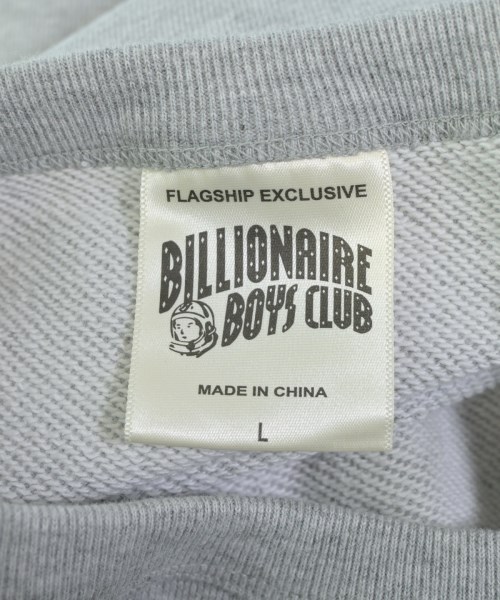 FLAGSHIP EXCLUSIVE
BILLIONAIRE
BOYS CLUB
MADE IN CHINA
L